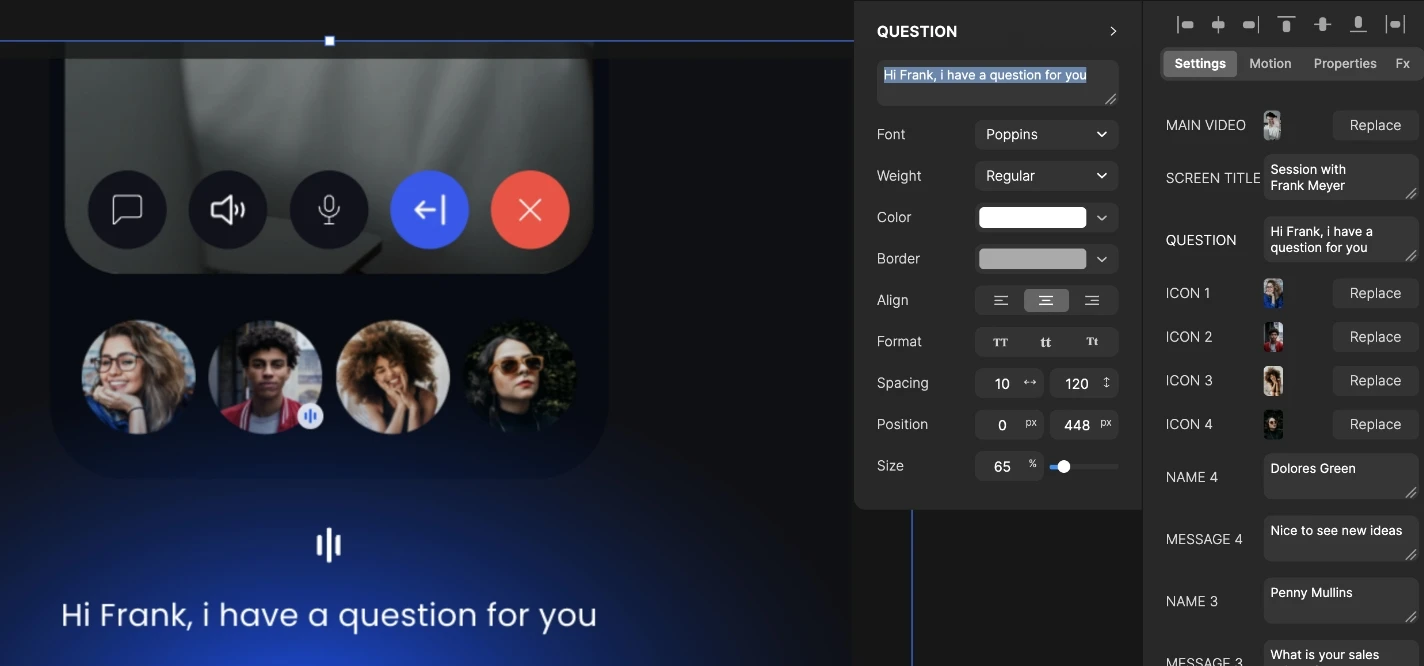 Hi Frank, i have a question for you
QUESTION
Hi Frank, i have a question for you
Font Poppins
Weight Regular
Color
Border
Align
Format TT tt Tt
Spacing 10 120
Position 0 px 448 px
Size 65 %
Settings Motion Properties Fx
MAIN VIDEO Replace
SCREEN TITLE Session with
Frank Meyer
QUESTION Hi Frank, i have a
question for you
ICON 1 Replace
ICON 2 Replace
ICON 3 Replace
ICON 4 Replace
NAME 4 Dolores Green
MESSAGE 4 Nice to see new ideas
NAME 3 Penny Mullins
MESSAGE 3 What is your sales